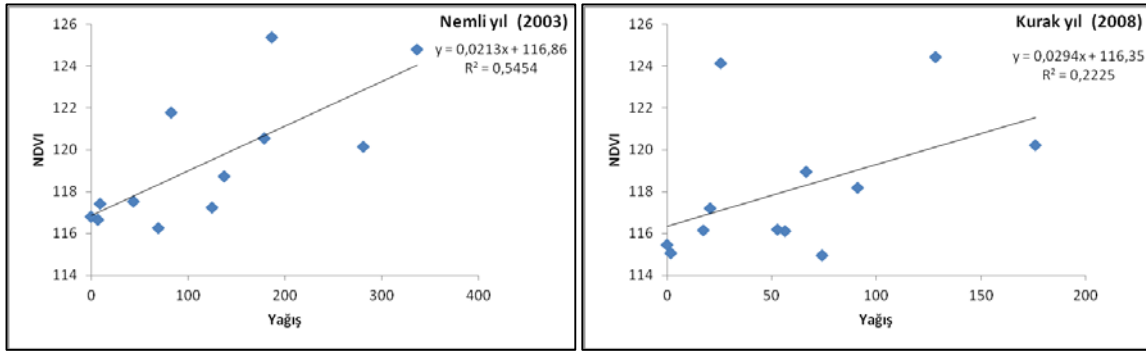 Nemli yıl (2003)
y = 0,0213x + 116,86
R² = 0,5454
126
124
122
120
118
116
114
NDVI
0
100
200
300
400
Yağış
Kurak yıl (2008)
y = 0,0294x + 116,35
R² = 0,2225
126
124
122
120
118
116
114
NDVI
0
50
100
150
200
Yağış